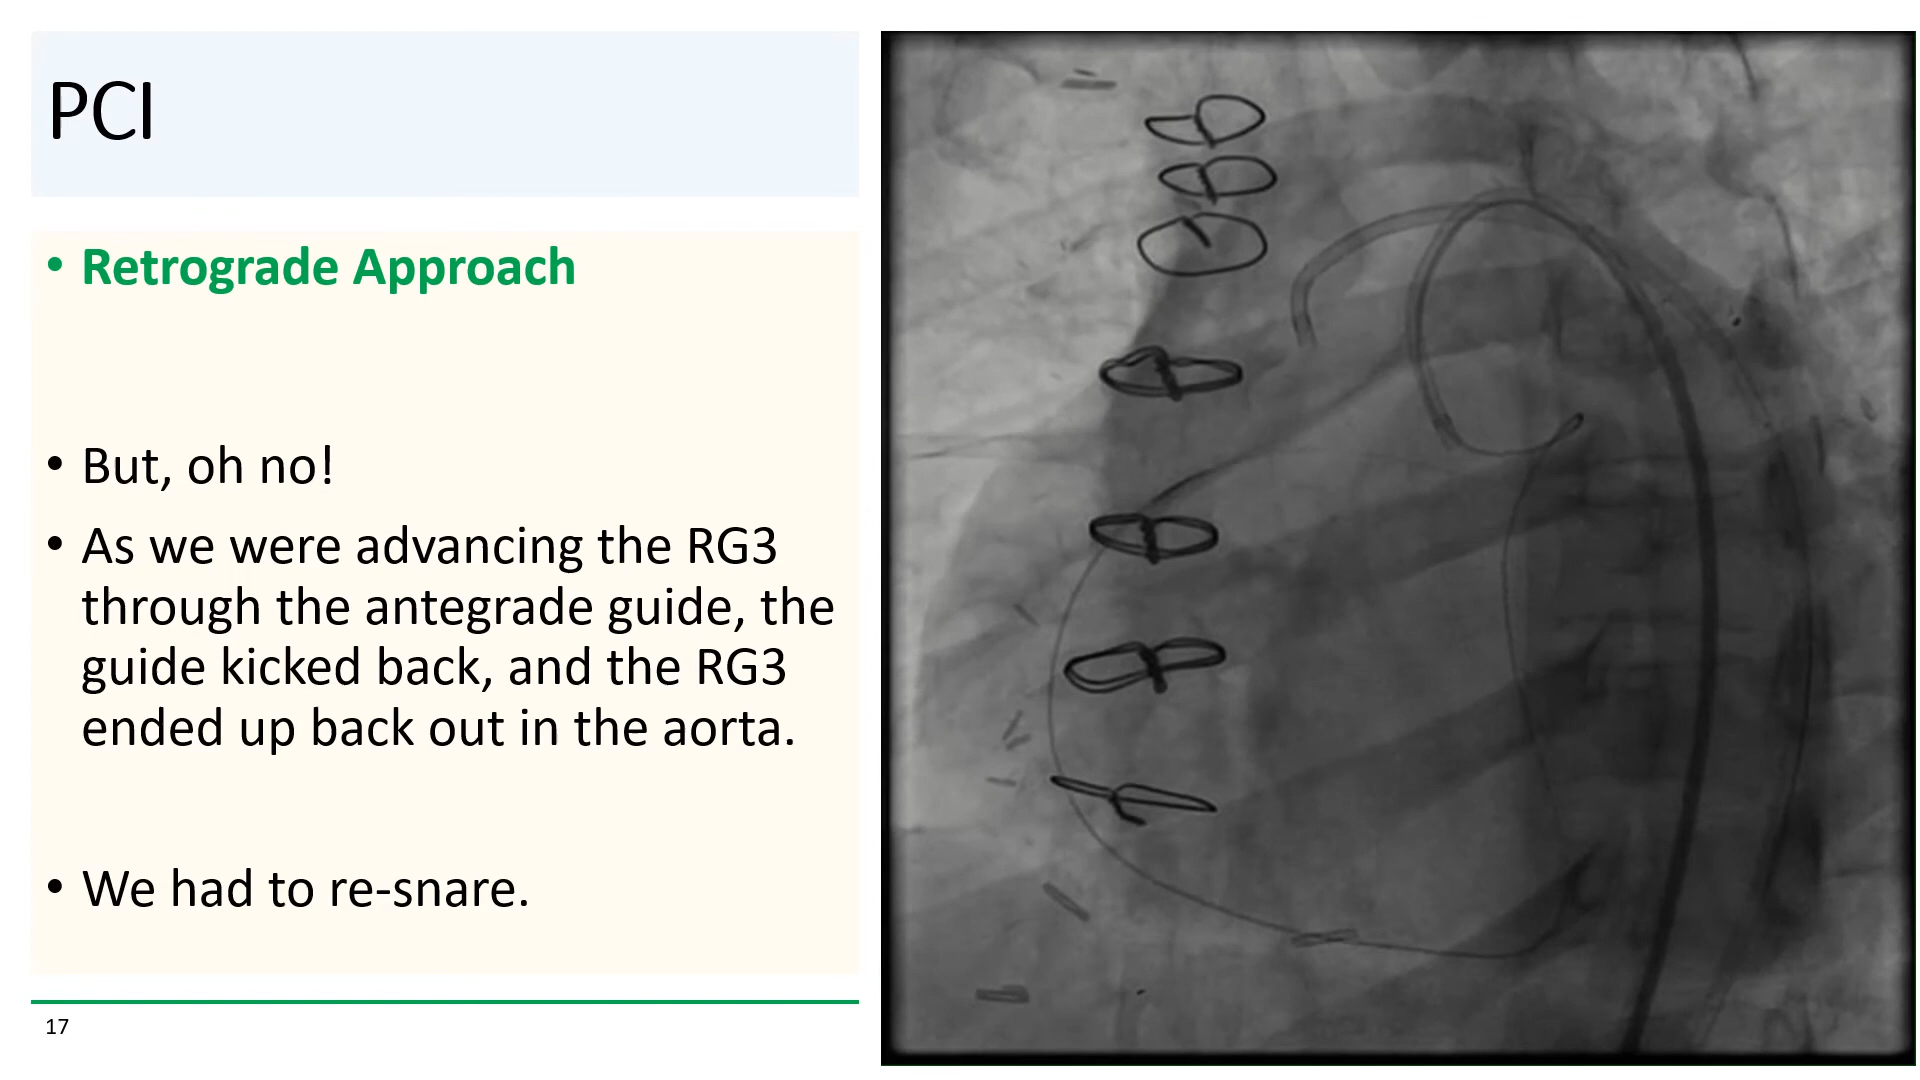 PCI
• Retrograde Approach
• But, oh no!
• As we were advancing the RG3
through the antegrade guide, the
guide kicked back, and the RG3
ended up back out in the aorta.
• We had to re-snare.
17